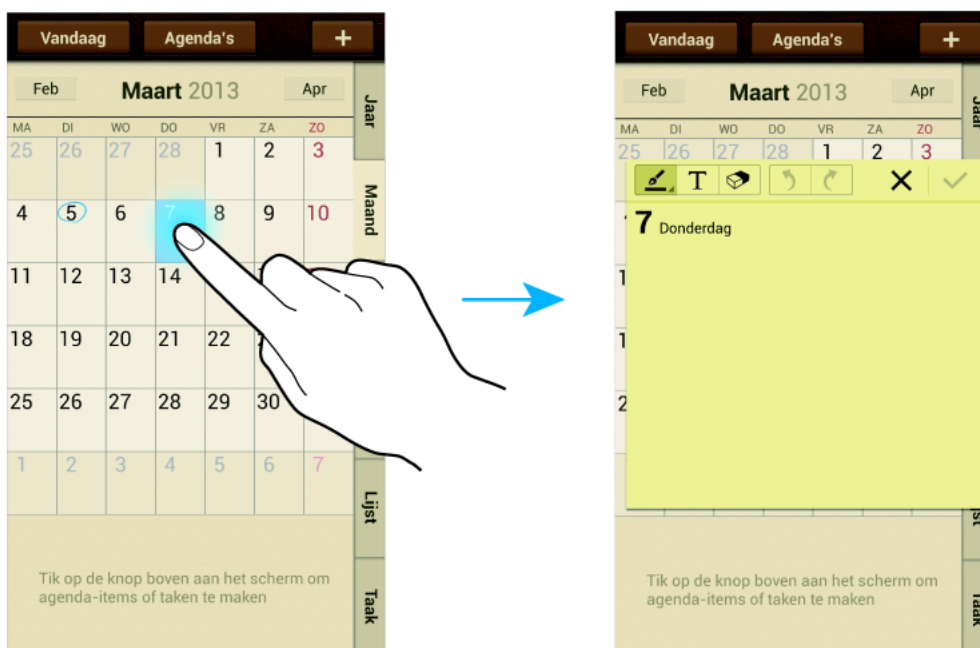 Vandaag Agenda's +
Feb Maart 2013 Apr
Jaar
MA DI WO DO VR ZA ZO
25 26 27 28 1 2 3
Maand
4 5 6 7 8 9 10
11 12 13 14
18 19 20 21 22
25 26 27 28 29 30
1 2 3 4 5 6 7
Lijst
Tik op de knop boven aan het scherm om
agenda-items of taken te maken
Taak
Vandaag Agenda's +
Feb Maart 2013 Apr
Jaar
MA DI WO DO VR ZA ZO
25 26 27 28 1 2 3
T
7 Donderdag
1
1
2
Tik op de knop boven aan het scherm om
agenda-items of taken te maken
Taak